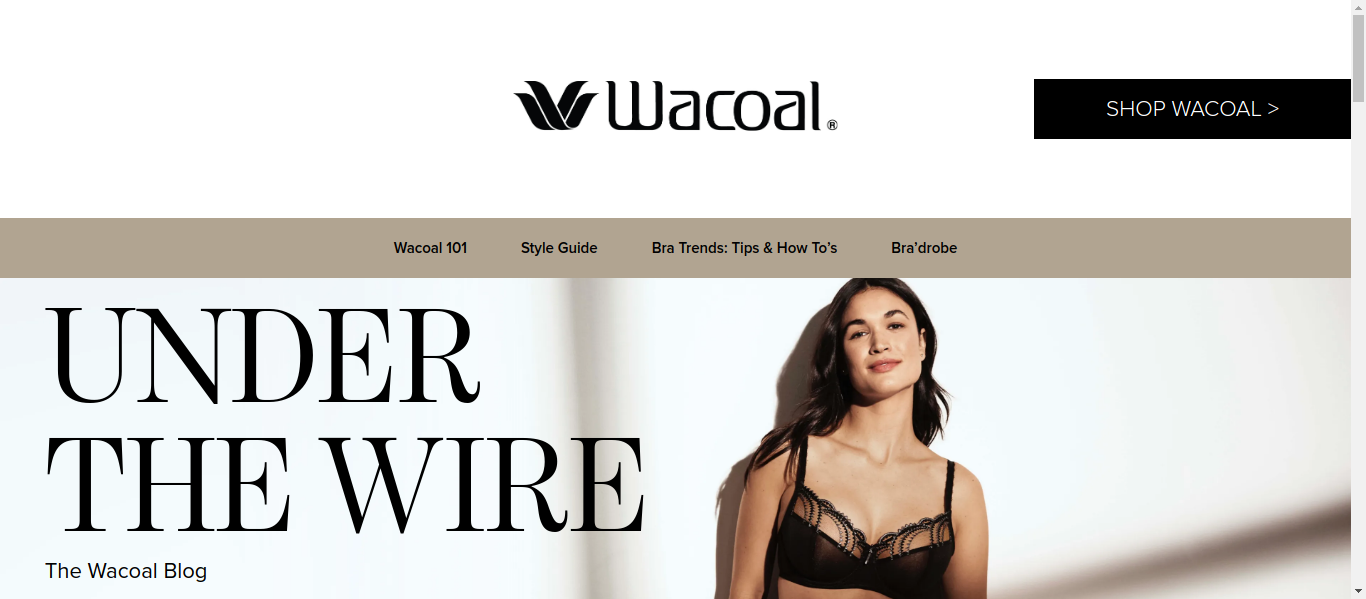 Wacoal®
SHOP WACOAL >
Wacoal 101
Style Guide
Bra Trends: Tips & How To’s
Bra’drobe
UNDER
THE WIRE
The Wacoal Blog